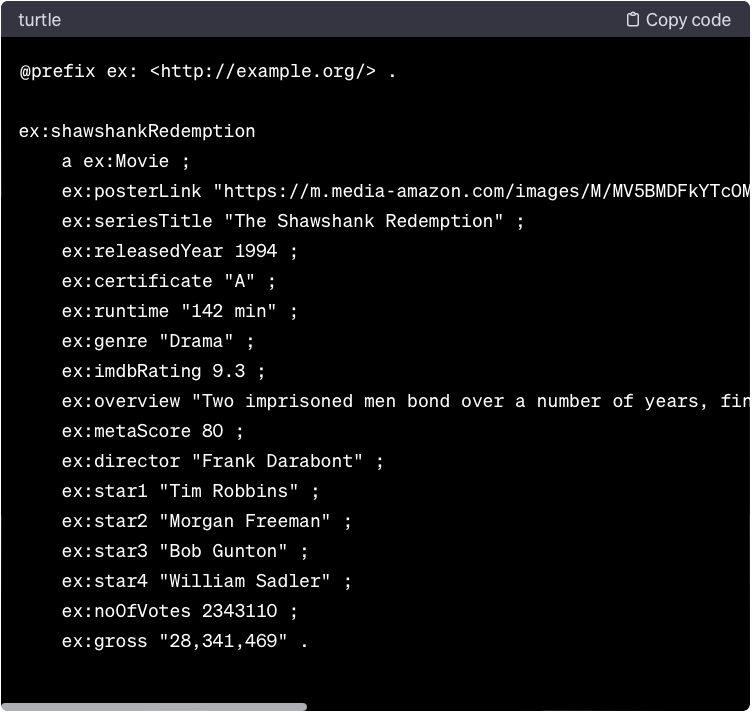 turtle
Copy code
@prefix ex: <http://example.org/> .
ex:shawshankRedemption
a ex:Movie ;
ex:posterLink "https://m.media-amazon.com/images/M/MV5BMDFkYTc0M
ex:seriesTitle "The Shawshank Redemption" ;
ex:releasedYear 1994 ;
ex:certificate "A" ;
ex:runtime "142 min" ;
ex:genre "Drama" ;
ex:imdbRating 9.3 ;
ex:overview "Two imprisoned men bond over a number of years, fin
ex:metaScore 80 ;
ex:director "Frank Darabont" ;
ex:star1 "Tim Robbins" ;
ex:star2 "Morgan Freeman" ;
ex:star3 "Bob Gunton" ;
ex:star4 "William Sadler" ;
ex:noOfVotes 2343110 ;
ex:gross "28,341,469" .